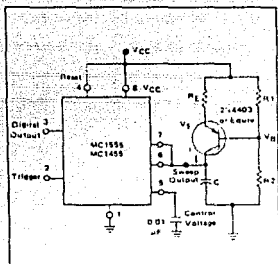 VCC
Reset
4
8 VCC
RE
R1
Digital
Output
3
MC1555
MC1455
7
6
VE
2N4403
or Equiv
VB
I
Sweep
Output
C
R2
Trigger
2
5
1
0.01
µF
Control
Voltage